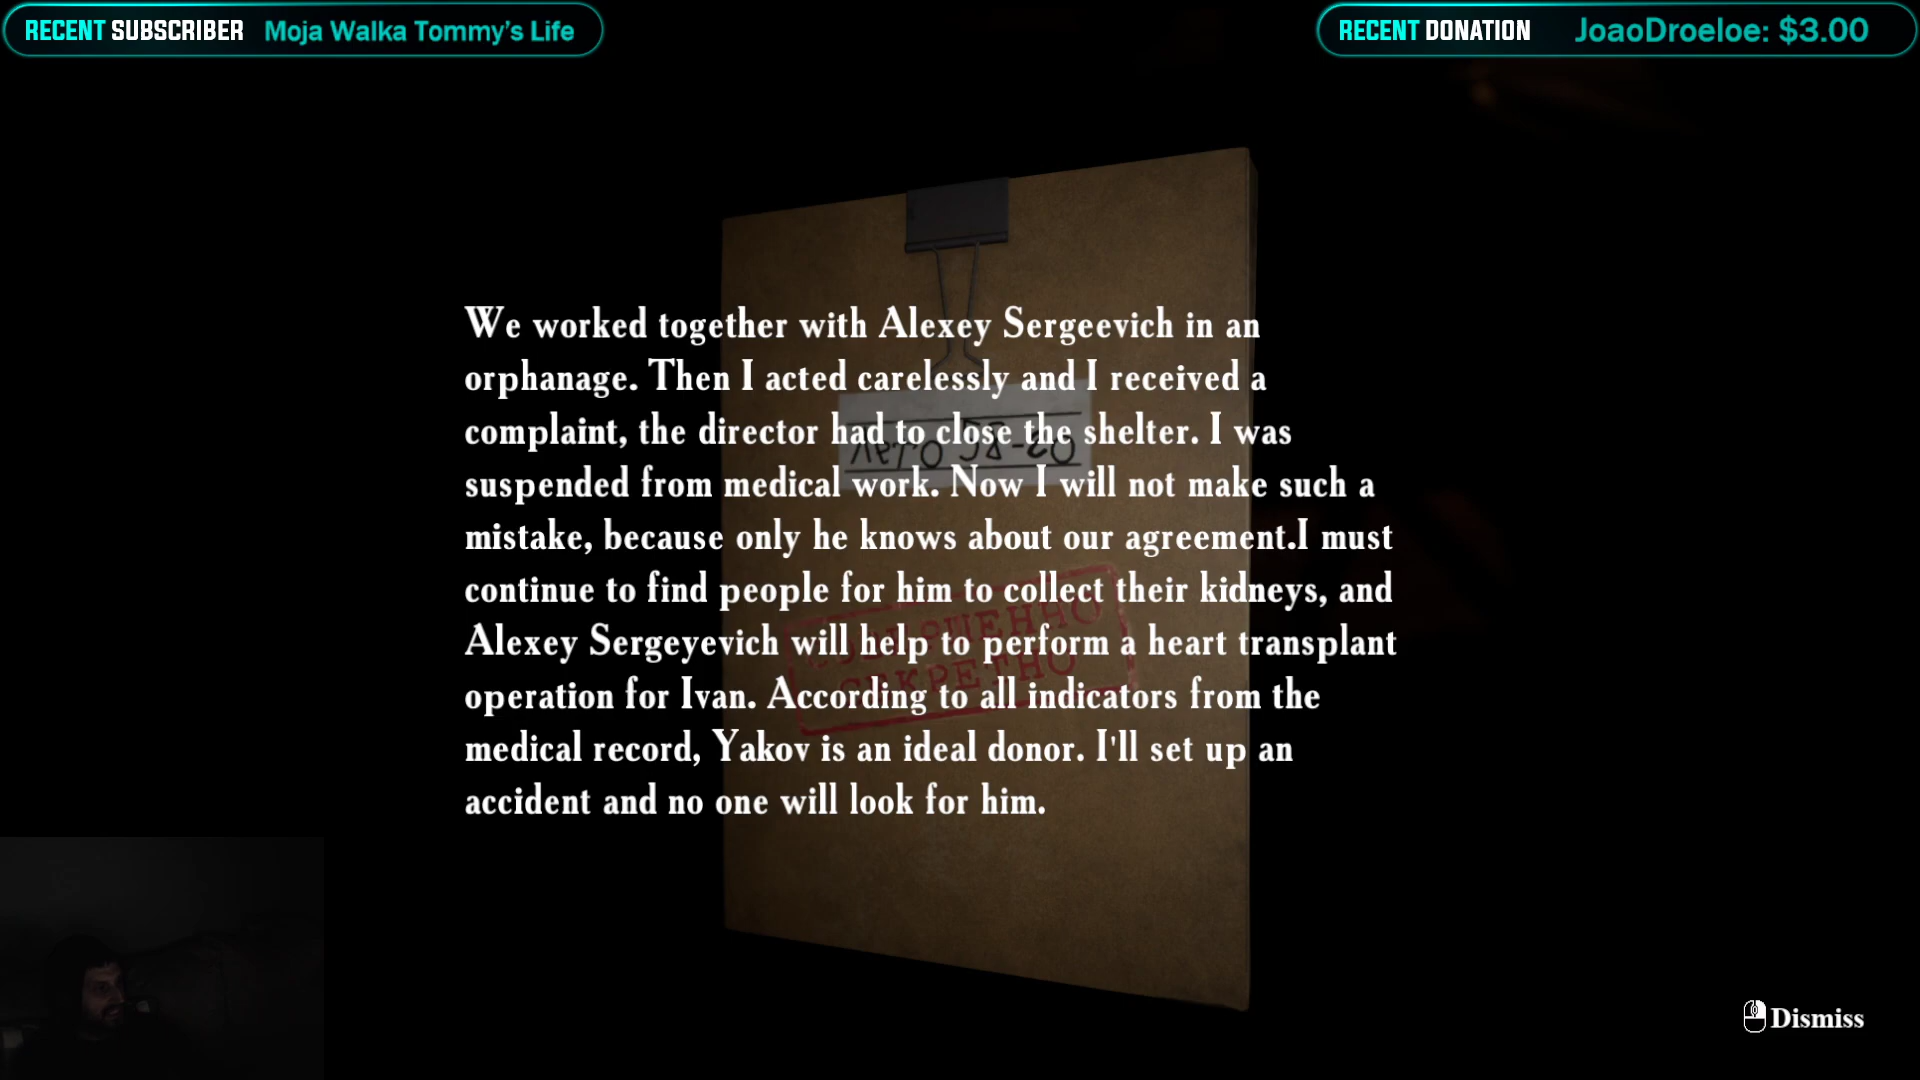 RECENT SUBSCRIBER Moja Walka Tommy's Life
RECENT DONATION JoaoDroeloe: $3.00
We worked together with Alexey Sergeevich in an
orphanage. Then I acted carelessly and I received a
complaint, the director had to close the shelter. I was
suspended from medical work. Now I will not make such a
mistake, because only he knows about our agreement.I must
continue to find people for him to collect their kidneys, and
Alexey Sergeyevich will help to perform a heart transplant
operation for Ivan. According to all indicators from the
medical record, Yakov is an ideal donor. I'll set up an
accident and no one will look for him.
Dismiss